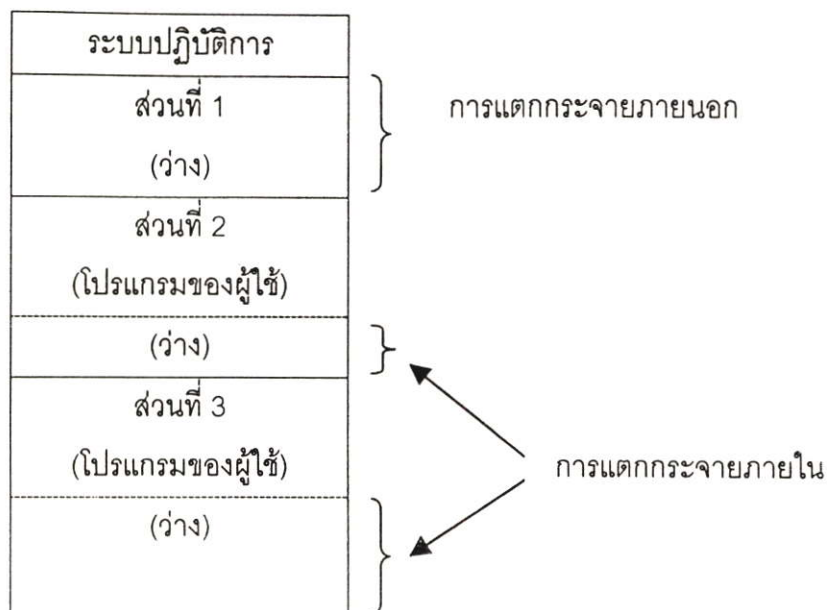 ระบบปฏิบัติการ
ส่วนที่ 1
(ว่าง)
การแตกกระจายภายนอก
ส่วนที่ 2
(โปรแกรมของผู้ใช้)
(ว่าง)
ส่วนที่ 3
(โปรแกรมของผู้ใช้)
การแตกกระจายภายใน
(ว่าง)